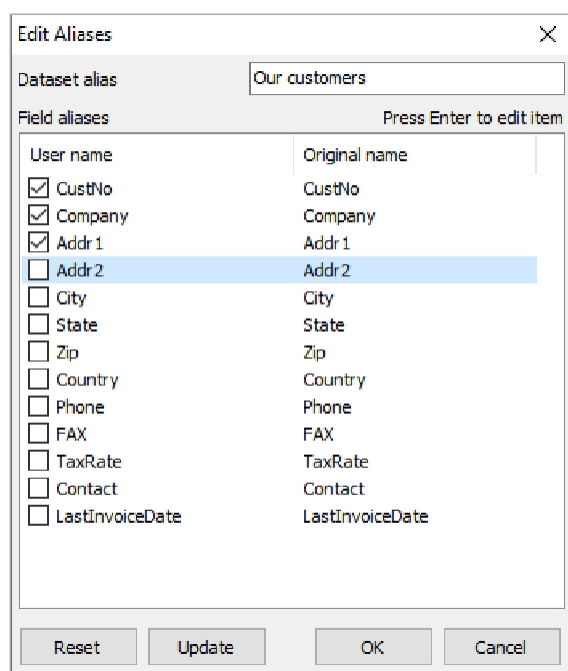 Edit Aliases
Dataset alias Our customers
Field aliases Press Enter to edit item
User name Original name
CustNo CustNo
Company Company
Addr1 Addr1
Addr2 Addr2
City City
State State
Zip Zip
Country Country
Phone Phone
FAX FAX
TaxRate TaxRate
Contact Contact
LastInvoiceDate LastInvoiceDate
Reset Update OK Cancel